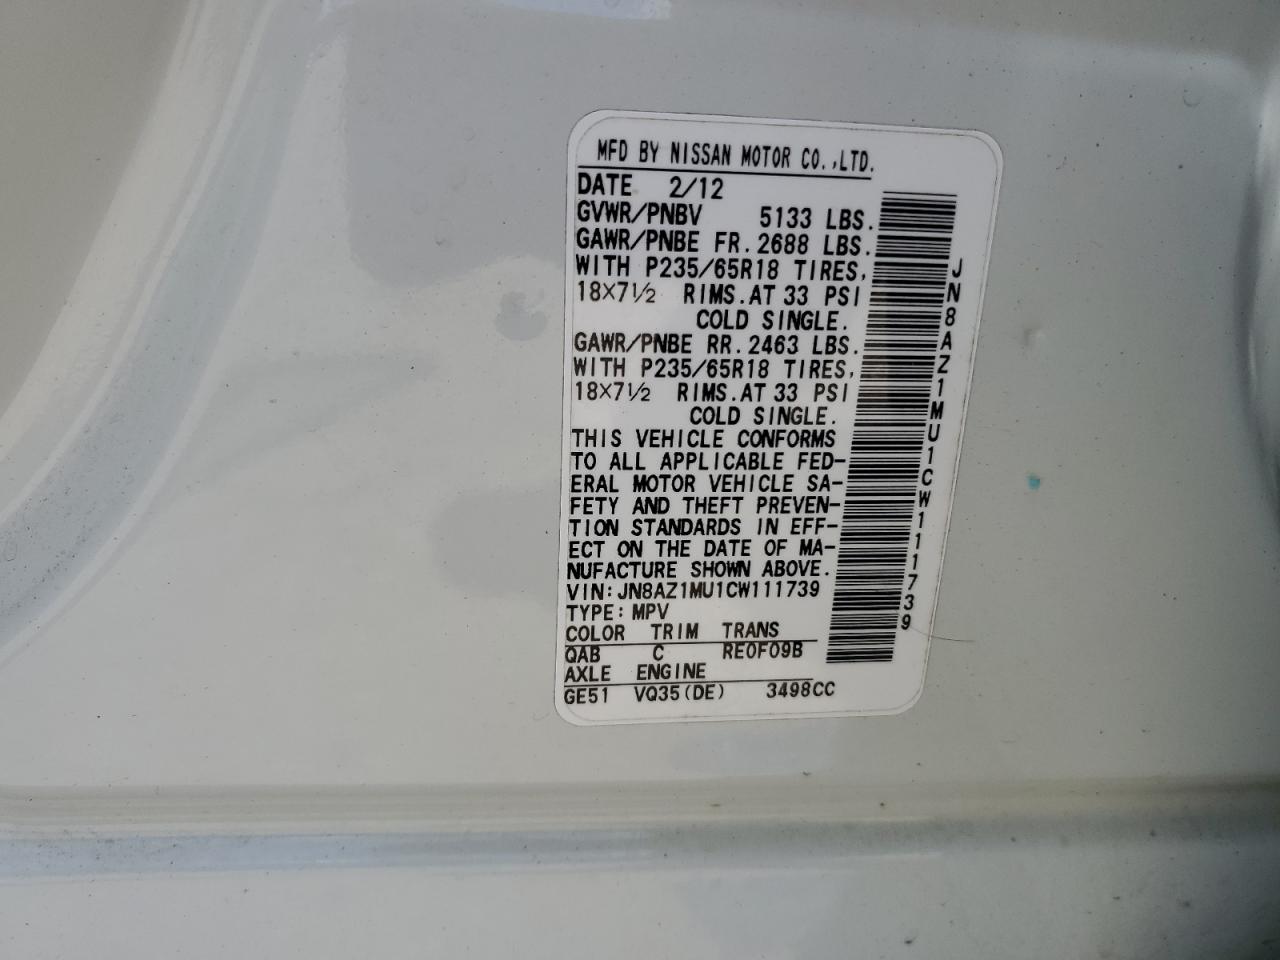 MFD BY NISSAN MOTOR CO.,LTD.
DATE 2/12
GVWR/PNBV 5133 LBS.
GAWR/PNBE FR. 2688 LBS.
WITH P235/65R18 TIRES,
18×7½ RIMS. AT 33 PSI
COLD SINGLE.
GAWR/PNBE RR. 2463 LBS.
WITH P235/65R18 TIRES,
18×7½ RIMS. AT 33 PSI
COLD SINGLE.
THIS VEHICLE CONFORMS
TO ALL APPLICABLE FED-
ERAL MOTOR VEHICLE SA-
FETY AND THEFT PREVEN-
TION STANDARDS IN EFF-
ECT ON THE DATE OF MA-
NUFACTURE SHOWN ABOVE.
VIN: JN8AZ1MU1CW111739
TYPE: MPV
COLOR TRIM TRANS
QAB C RE0F09B
AXLE ENGINE
GE51 VQ35(DE) 3498CC
JN8AZ1MU1CW111739